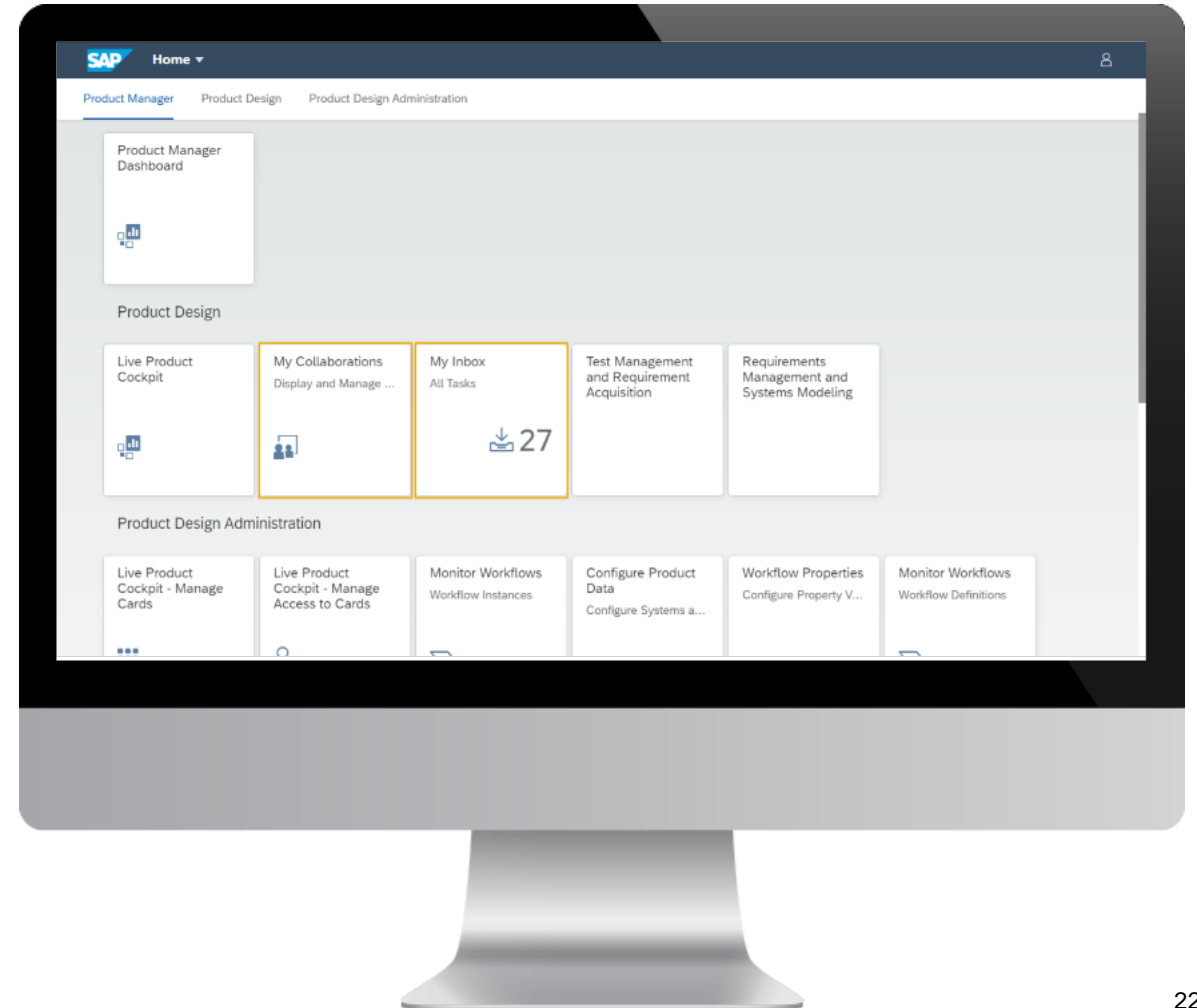 SAP Home
Product Manager Product Design Product Design Administration
Product Manager
Dashboard
Product Design
Live Product
Cockpit
My Collaborations
Display and Manage ...
My Inbox
All Tasks
27
Test Management
and Requirement
Acquisition
Requirements
Management and
Systems Modeling
Product Design Administration
Live Product
Cockpit - Manage
Cards
Live Product
Cockpit - Manage
Access to Cards
Monitor Workflows
Workflow Instances
Configure Product
Data
Configure Systems a...
Workflow Properties
Configure Property V...
Monitor Workflows
Workflow Definitions
22